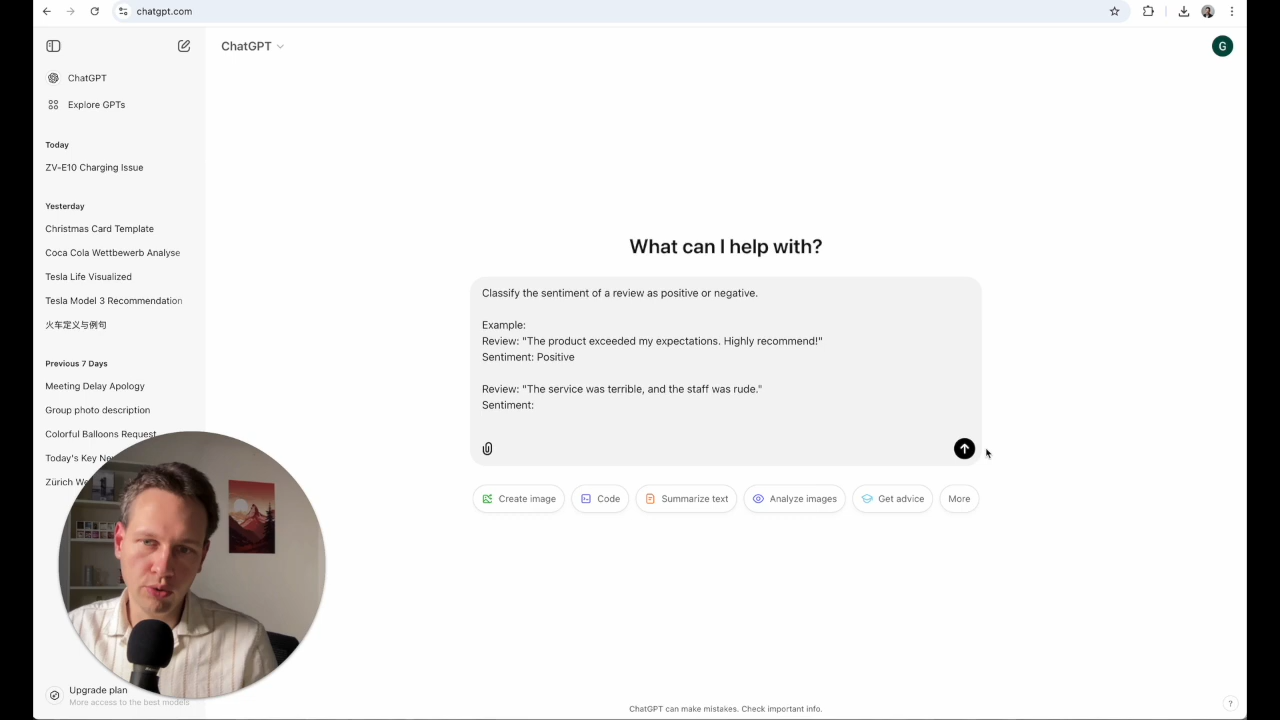 chatgpt.com
ChatGPT
G
ChatGPT
Explore GPTs
Today
ZV-E10 Charging Issue
Yesterday
Christmas Card Template
Coca Cola Wettbewerb Analyse
Tesla Life Visualized
Tesla Model 3 Recommendation
火车定义与例句
Previous 7 Days
Meeting Delay Apology
Group photo description
Colorful Balloons Request
Today's Key
Zürich
Upgrade plan
More access to the best models
What can I help with?
Classify the sentiment of a review as positive or negative.
Example:
Review: "The product exceeded my expectations. Highly recommend!"
Sentiment: Positive
Review: "The service was terrible, and the staff was rude."
Sentiment:
Create image
Code
Summarize text
Analyze images
Get advice
More
ChatGPT can make mistakes. Check important info.
?